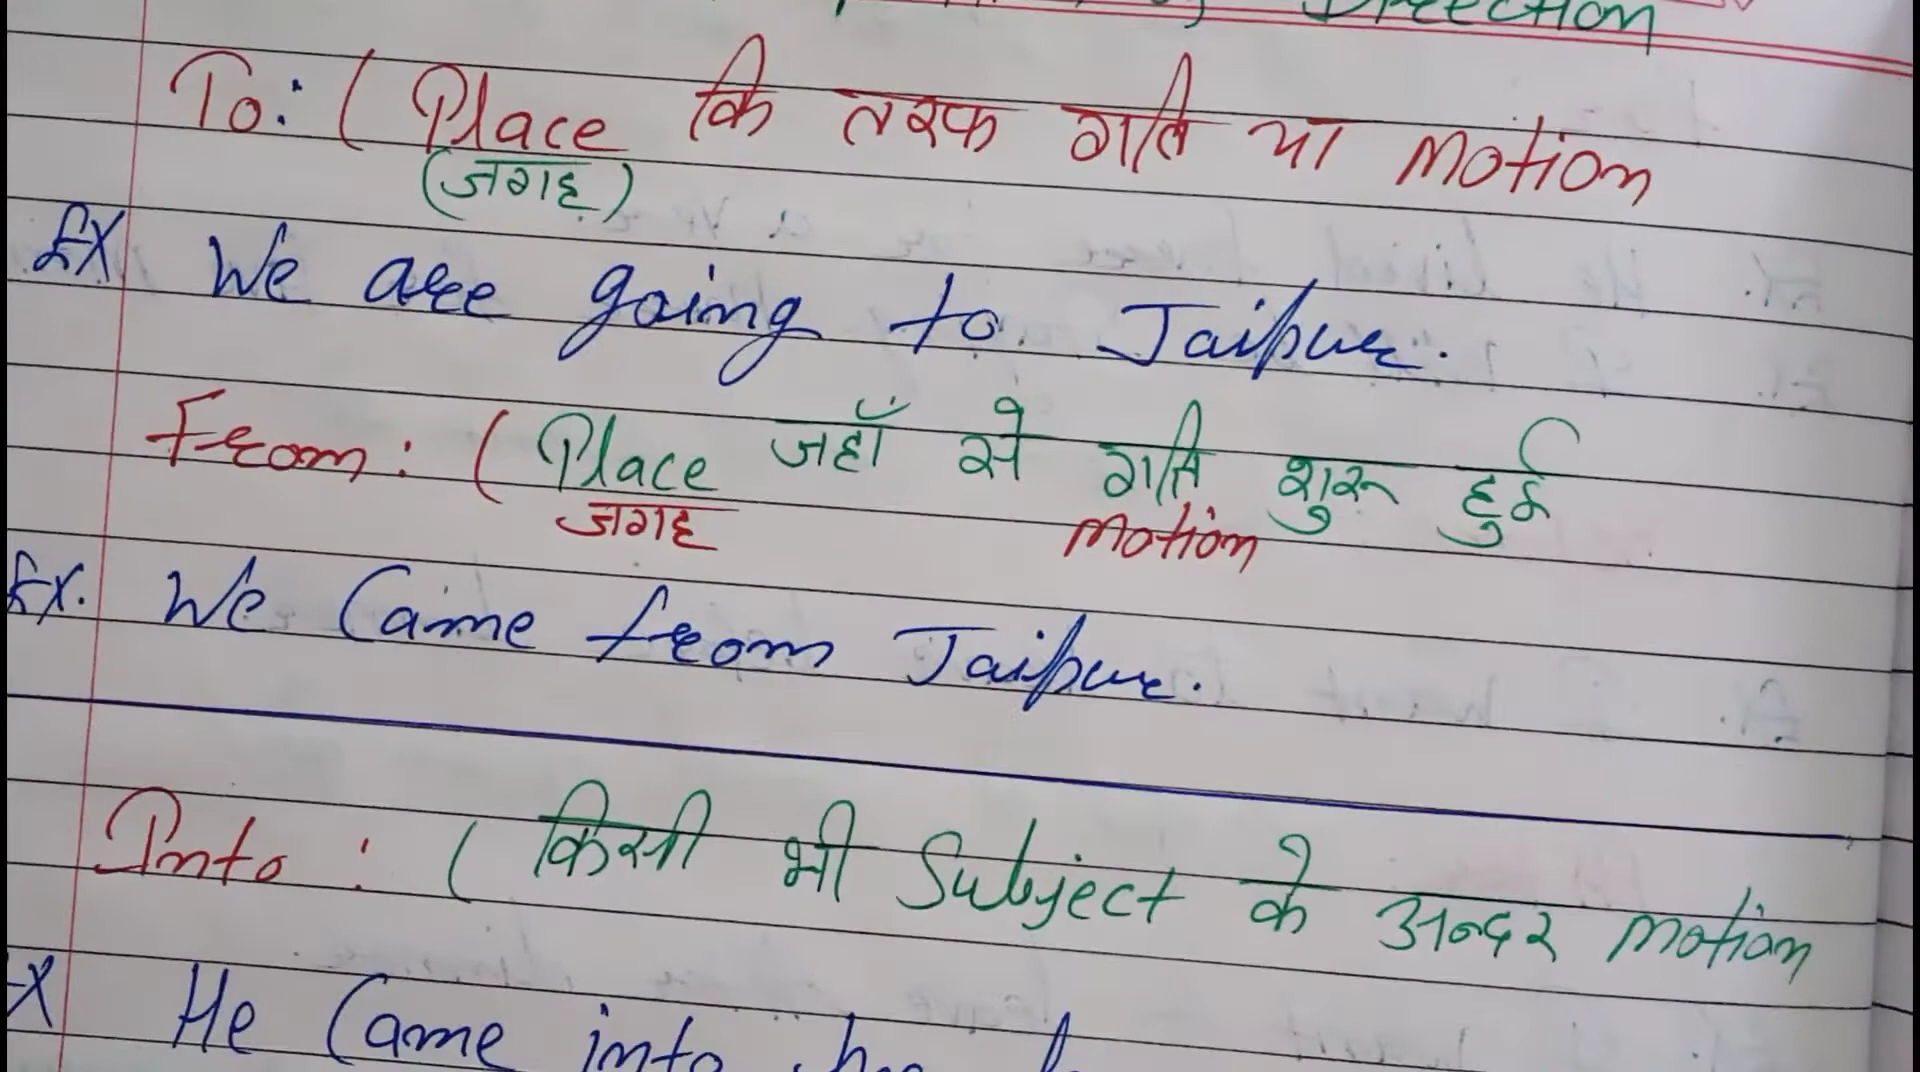 Direction
To: ( Place कि तरफ गति या motion
(जगह)
EX We are going to Jaipur.
From: ( Place जहाँ से गति शुरू हुई
जगह motion
Ex. We Came from Jaipur.
Into : ( किसी भी Subject के अन्दर motion
EX He Came into